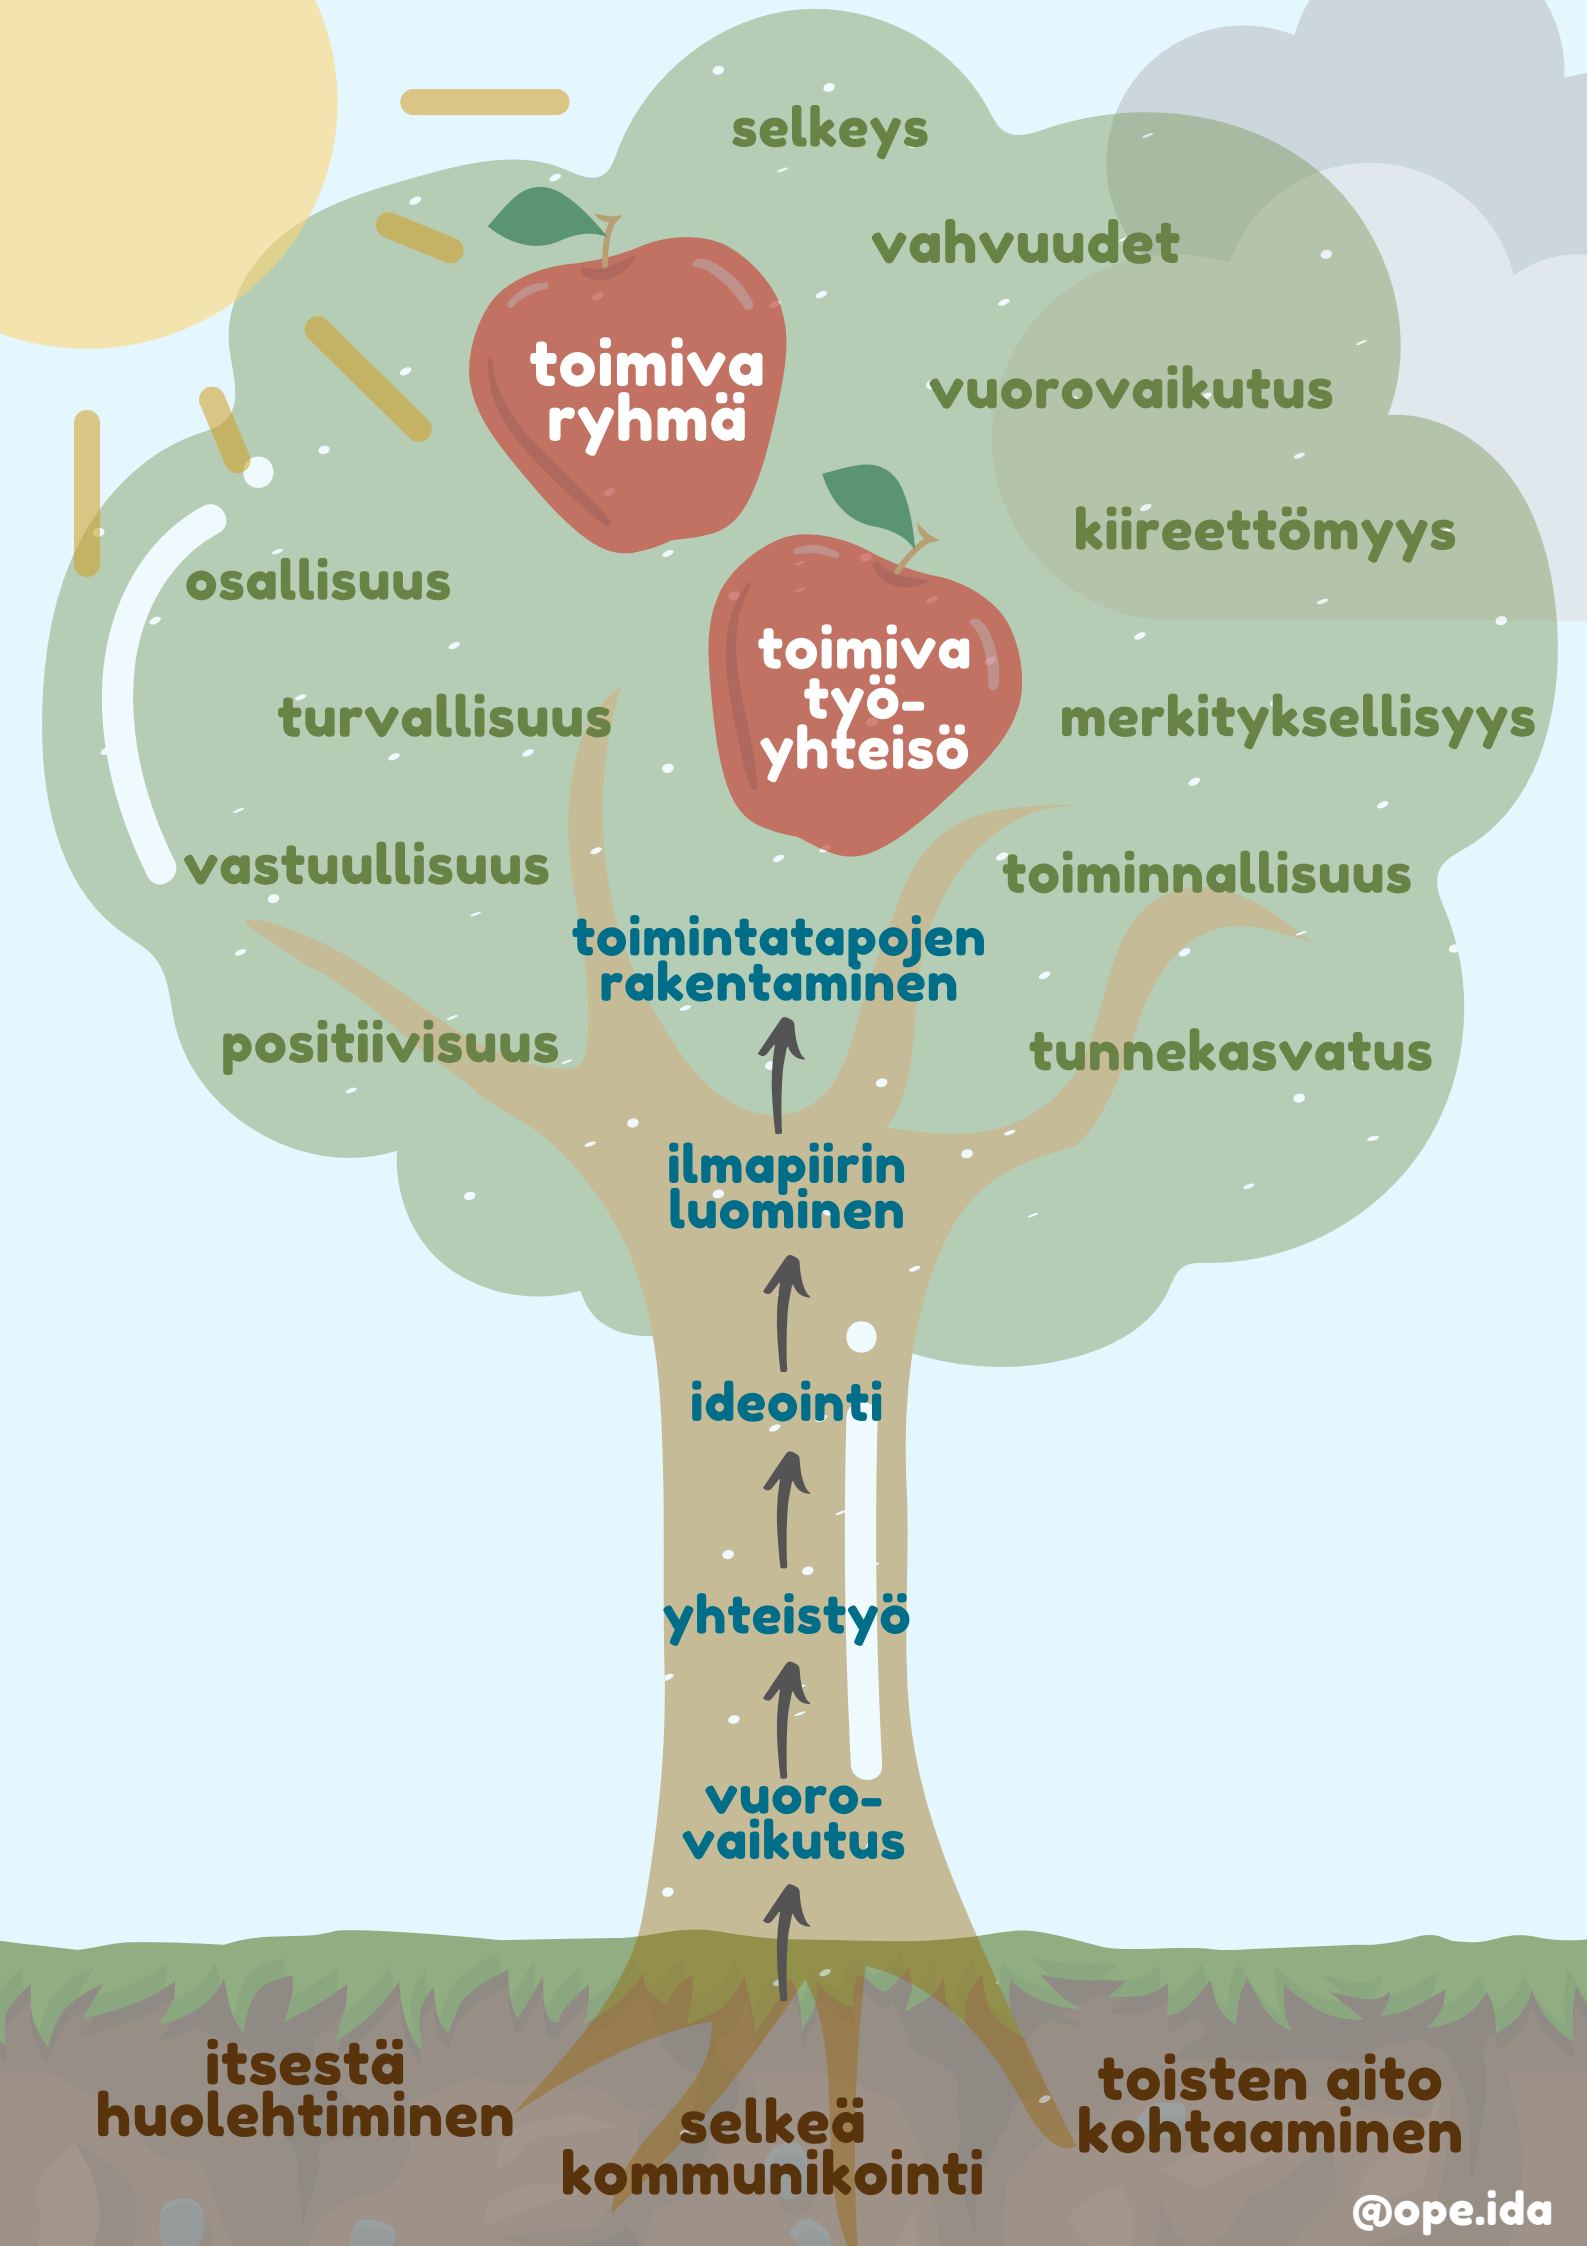 selkeys
vahvuudet
toimiva
ryhmä
vuorovaikutus
kiireettömyys
osallisuus
toimiva
työ-
yhteisö
turvallisuus
merkityksellisyys
vastuullisuus
toiminnallisuus
toimintatapojen
rakentaminen
positiivisuus
tunnekasvatus
ilmapiirin
luominen
ideointi
yhteistyö
vuoro-
vaikutus
itsestä
huolehtiminen
selkeä
kommunikointi
toisten aito
kohtaaminen
@ope.ida